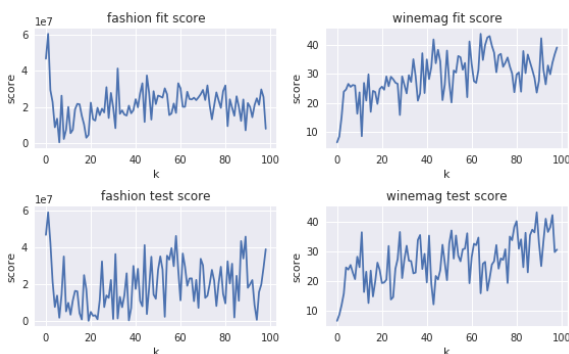 fashion fit score
1e7
6
4
2
0
score
0 20 40 60 80 100
k
winemag fit score
40
30
20
10
score
0 20 40 60 80 100
k
fashion test score
1e7
6
4
2
0
score
0 20 40 60 80 100
k
winemag test score
40
30
20
10
score
0 20 40 60 80 100
k